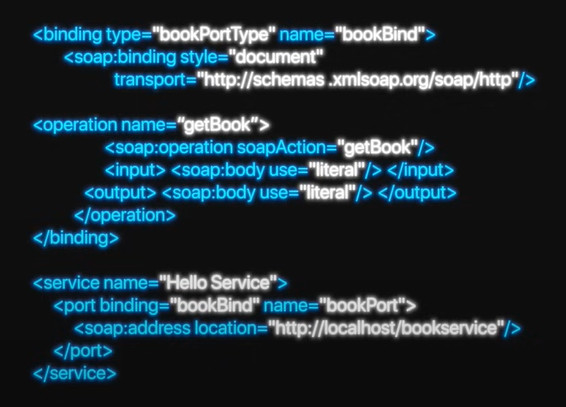 <binding type="bookPortType" name="bookBind">
<soap:binding style="document"
transport="http://schemas .xmlsoap.org/soap/http"/>
<operation name="getBook">
<soap:operation soapAction="getBook"/>
<input> <soap:body use="literal"/> </input>
<output> <soap:body use="literal"/> </output>
</operation>
</binding>
<service name="Hello Service">
<port binding="bookBind" name="bookPort">
<soap:address location="http://localhost/bookservice"/>
</port>
</service>